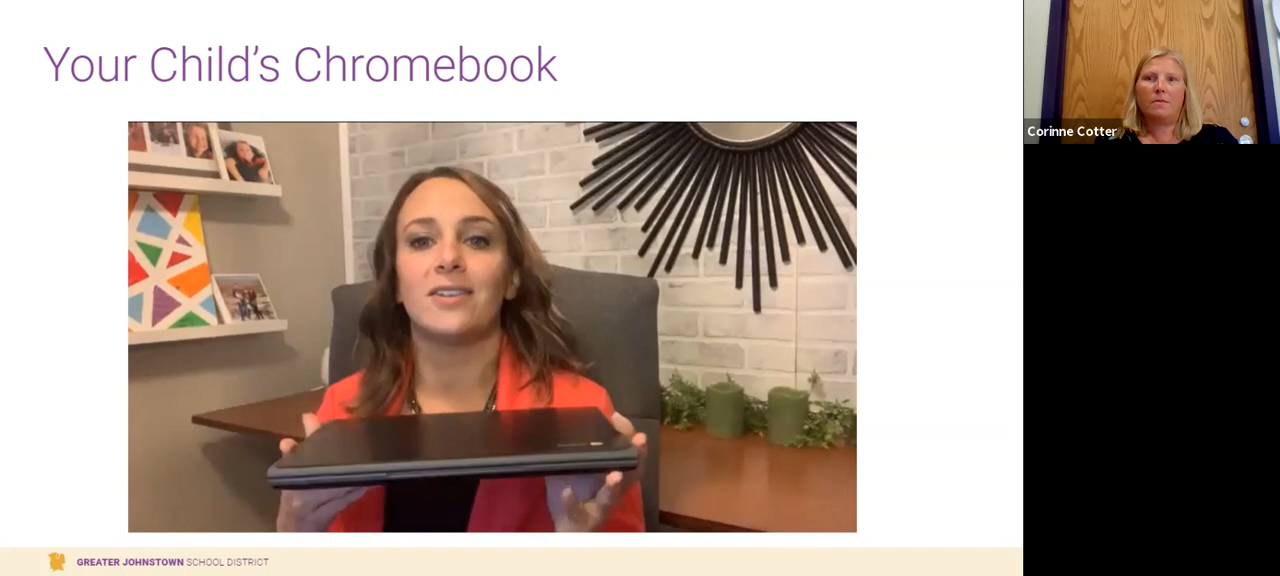 Your Child's Chromebook
Corinne Cotter
GREATER JOHNSTOWN SCHOOL DISTRICT